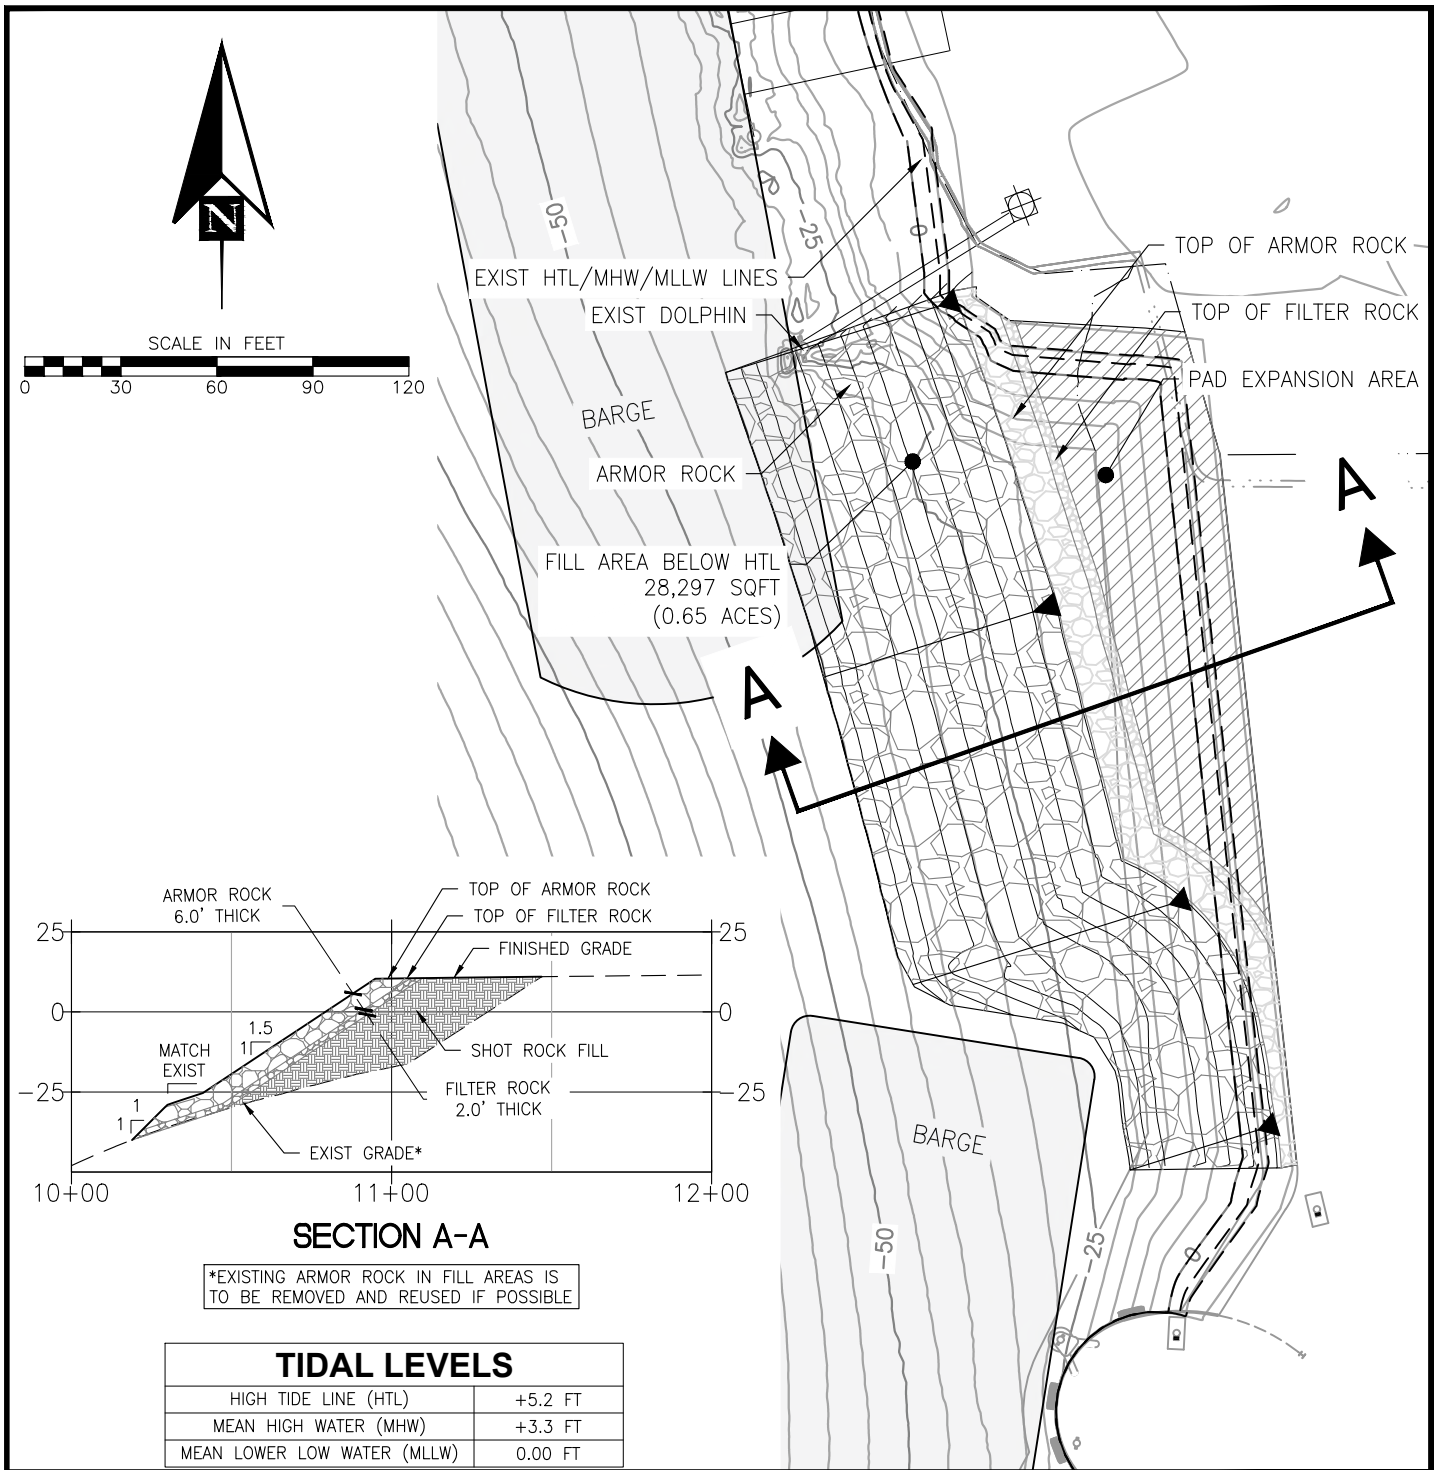 N
SCALE IN FEET
0 30 60 90 120
-50
-25
0
EXIST HTL/MHW/MLLW LINES
EXIST DOLPHIN
TOP OF ARMOR ROCK
TOP OF FILTER ROCK
PAD EXPANSION AREA
BARGE
ARMOR ROCK
FILL AREA BELOW HTL
28,297 SQFT
(0.65 ACES)
A
A
BARGE
-50
-25
0
ARMOR ROCK
6.0' THICK
TOP OF ARMOR ROCK
TOP OF FILTER ROCK
FINISHED GRADE
25
25
0
0
1.5
1
MATCH
EXIST
SHOT ROCK FILL
-25
-25
FILTER ROCK
2.0' THICK
1
1
EXIST GRADE*
10+00 11+00 12+00
SECTION A-A
*EXISTING ARMOR ROCK IN FILL AREAS IS
TO BE REMOVED AND REUSED IF POSSIBLE
TIDAL LEVELS
HIGH TIDE LINE (HTL) +5.2 FT
MEAN HIGH WATER (MHW) +3.3 FT
MEAN LOWER LOW WATER (MLLW) 0.00 FT